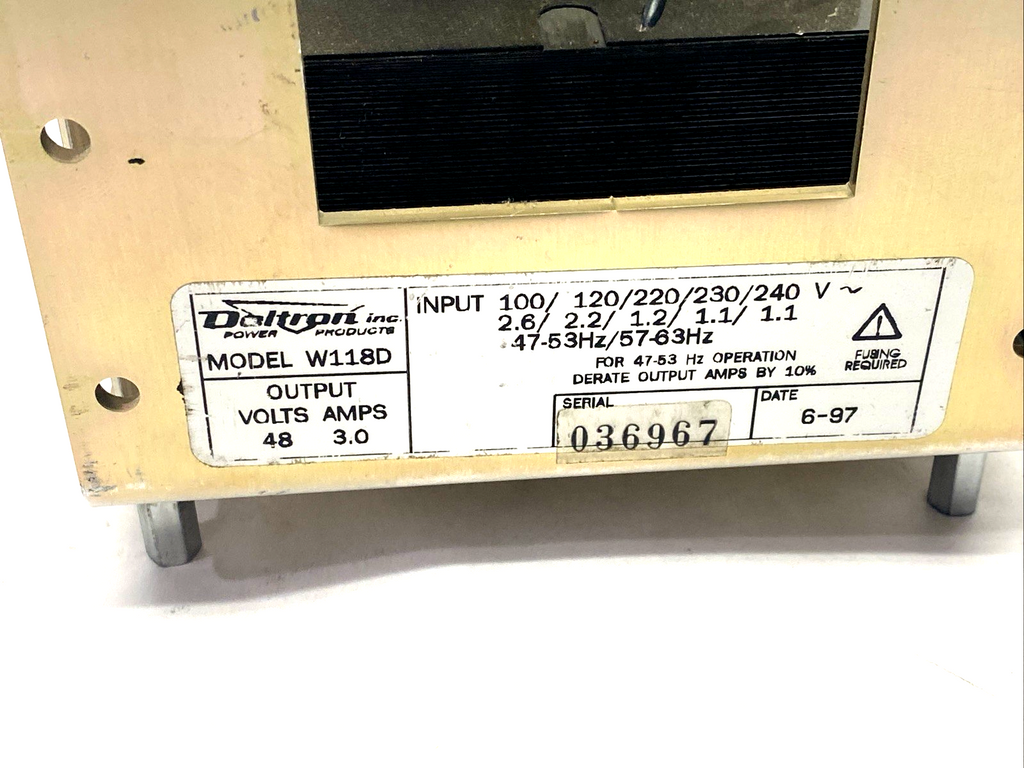 Deltron inc.
POWER PRODUCTS
MODEL W118D
OUTPUT
VOLTS AMPS
48 3.0
INPUT 100/ 120/220/230/240 V ~
2.6/ 2.2/ 1.2/ 1.1/ 1.1
47-53Hz/57-63Hz
FOR 47-53 Hz OPERATION
DERATE OUTPUT AMPS BY 10%
FUSING
REQUIRED
SERIAL
036967
DATE
6-97